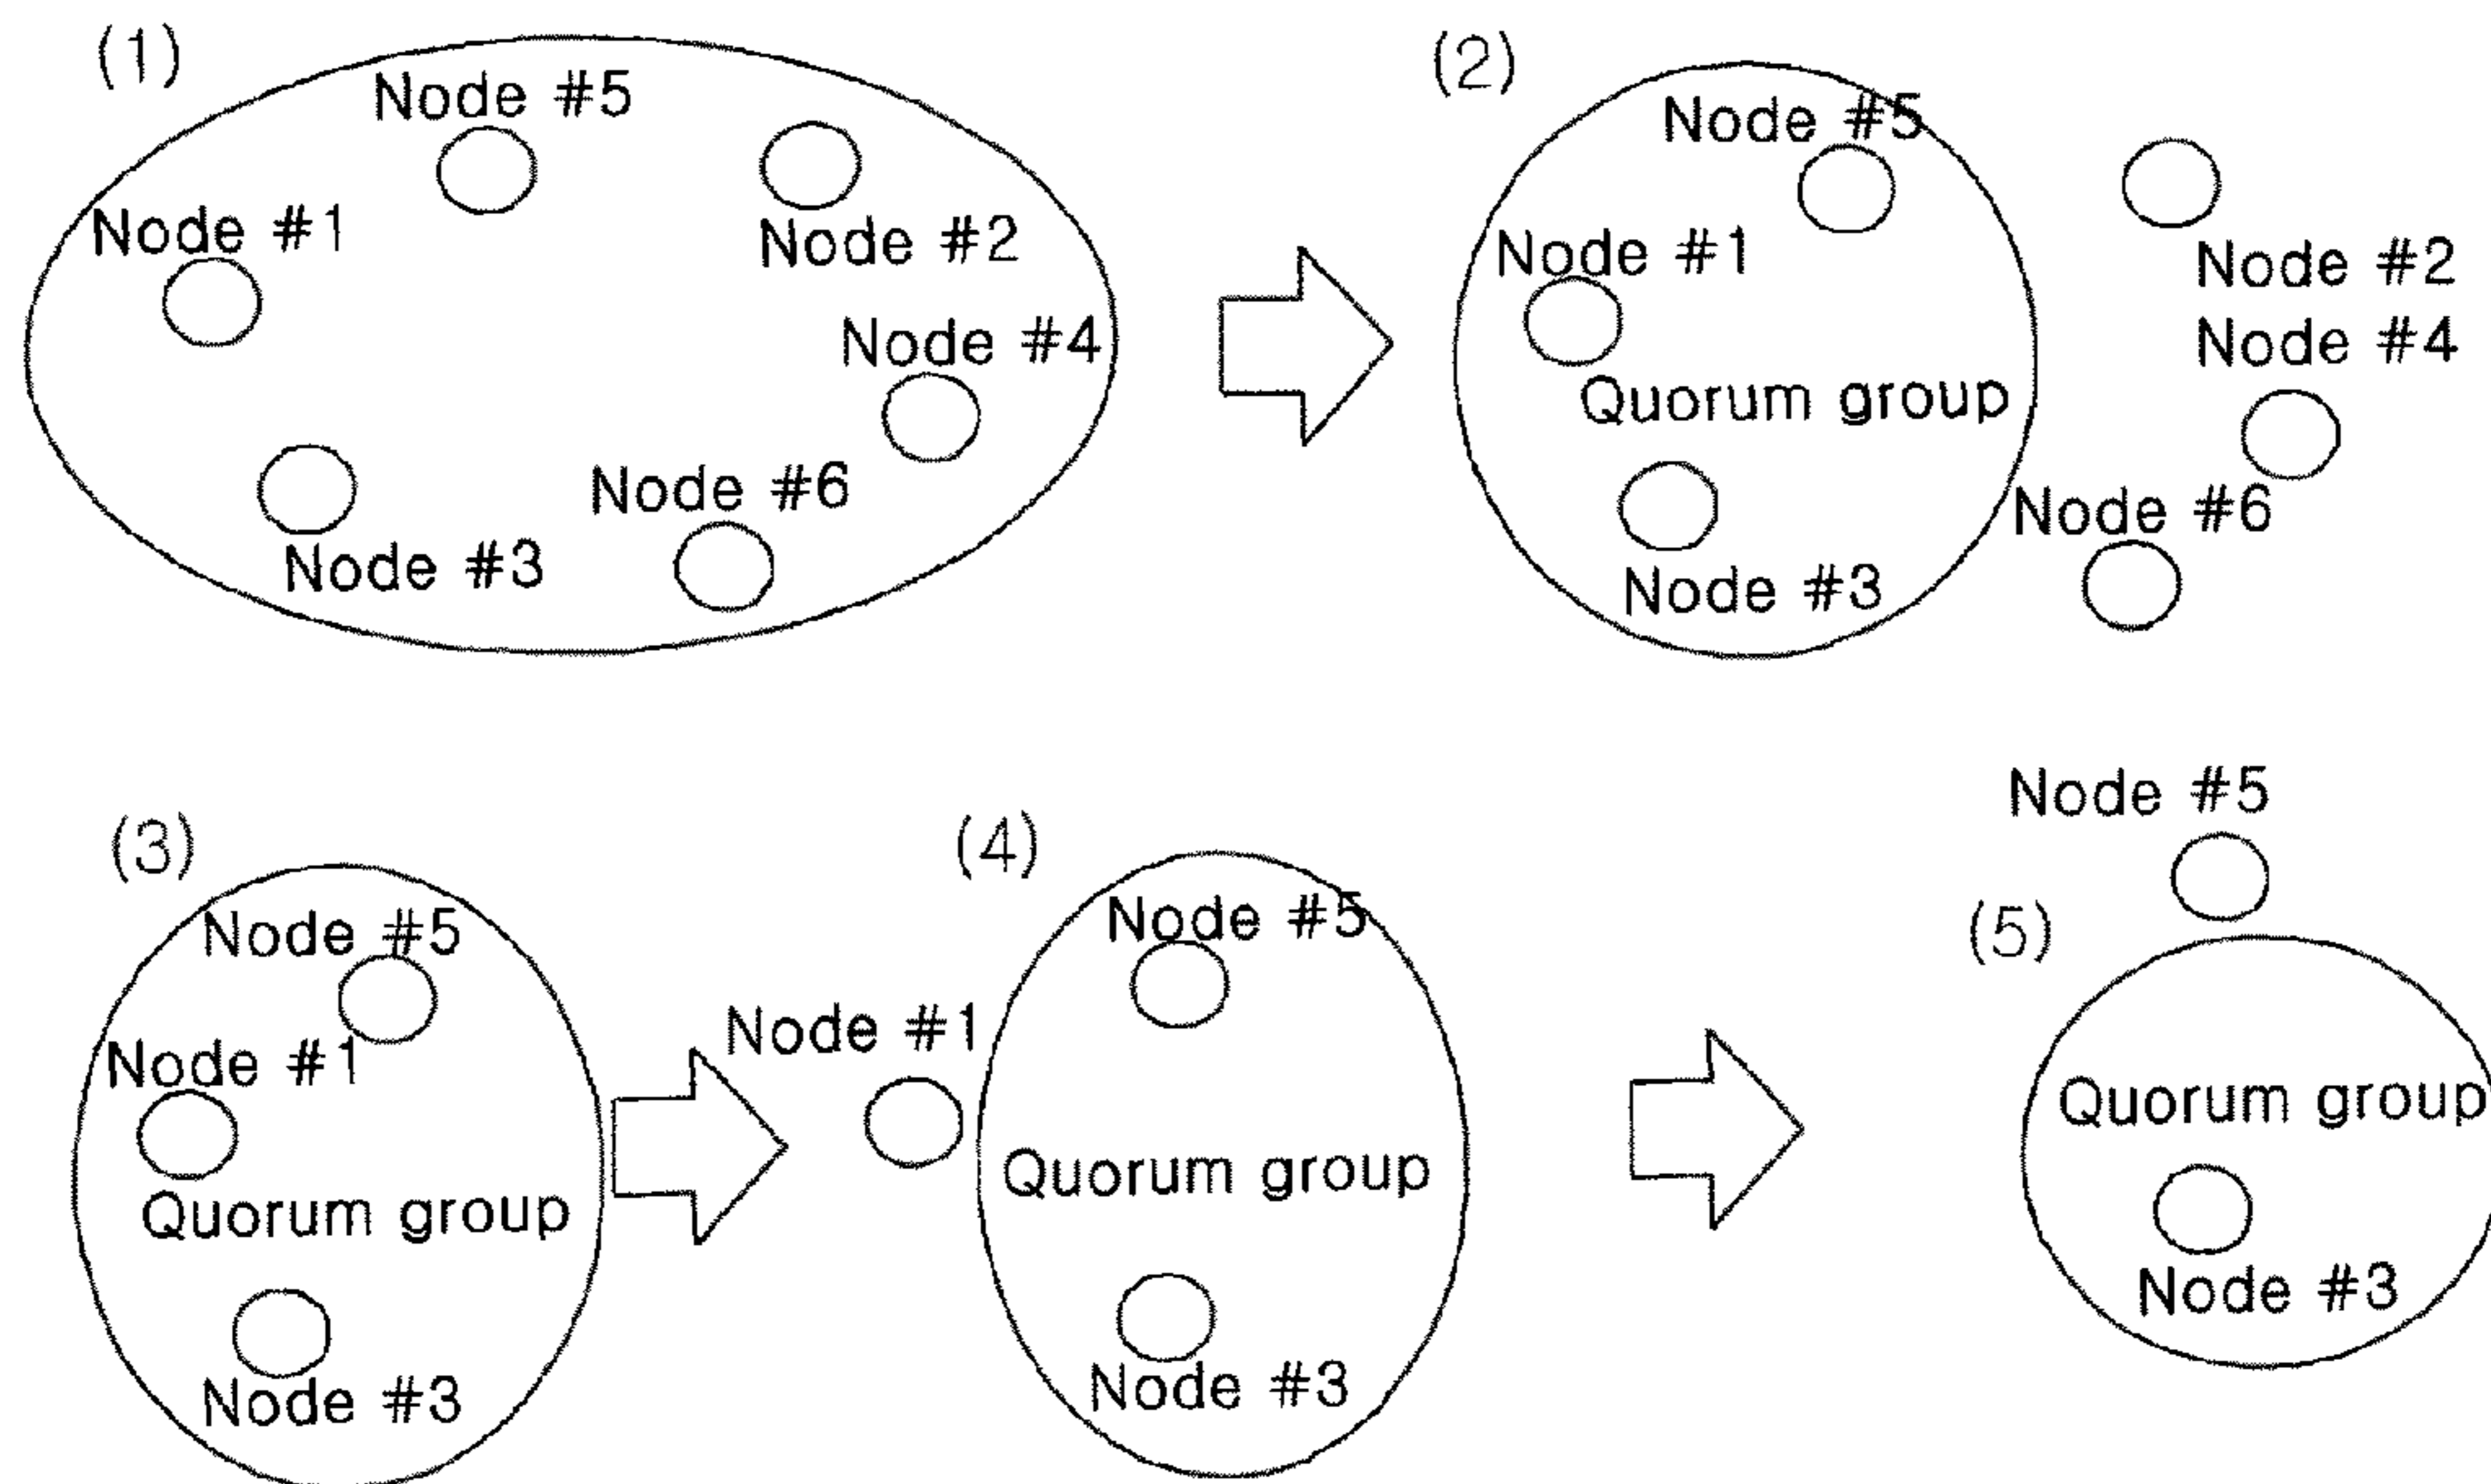 (1)
Node #5
Node #1
Node #2
Node #4
Node #6
Node #3
(2)
Node #5
Node #1
Node #2
Node #4
Quorum group
Node #6
Node #3
(3)
Node #5
Node #1
Quorum group
Node #3
(4)
Node #5
Node #1
Quorum group
Node #3
Node #5
(5)
Quorum group
Node #3